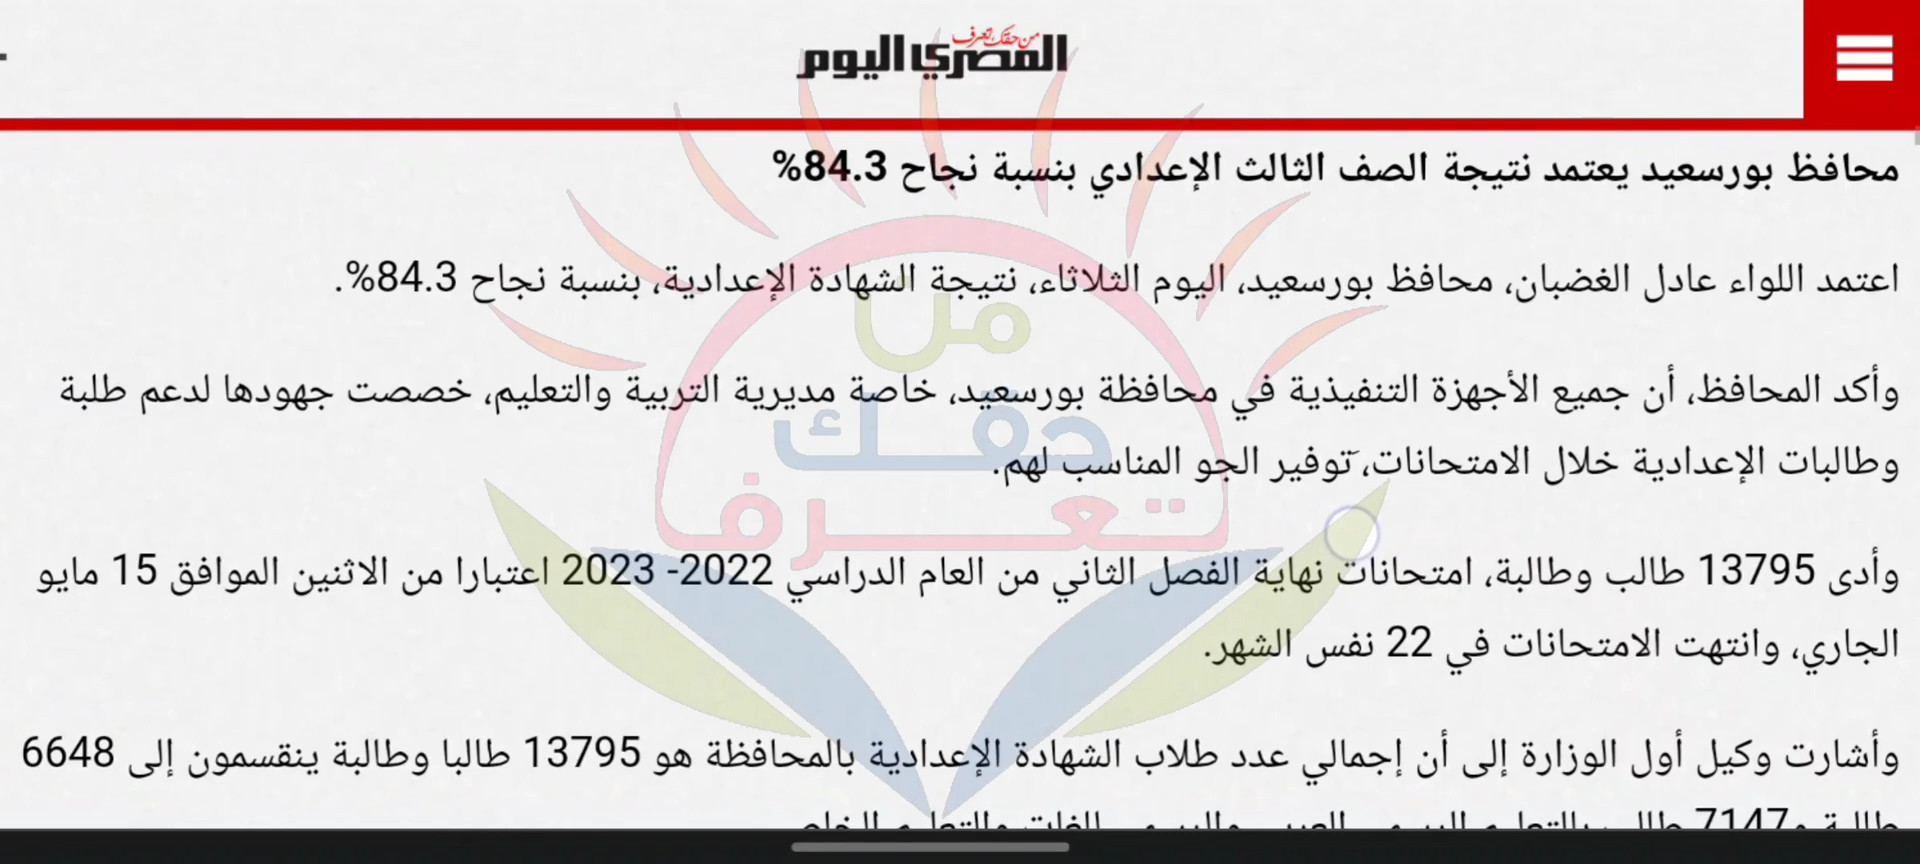 من حقك تعرف
المصري اليوم
محافظ بورسعيد يعتمد نتيجة الصف الثالث الإعدادي بنسبة نجاح 84.3%
اعتمد اللواء عادل الغضبان، محافظ بورسعيد، اليوم الثلاثاء، نتيجة الشهادة الإعدادية، بنسبة نجاح 84.3%.
وأكد المحافظ، أن جميع الأجهزة التنفيذية في محافظة بورسعيد، خاصة مديرية التربية والتعليم، خصصت جهودها لدعم طلبة
وطالبات الإعدادية خلال الامتحانات، توفير الجو المناسب لهم.
وأدى 13795 طالب وطالبة، امتحانات نهاية الفصل الثاني من العام الدراسي 2022- 2023 اعتبارا من الاثنين الموافق 15 مايو
الجاري، وانتهت الامتحانات في 22 نفس الشهر.
وأشارت وكيل أول الوزارة إلى أن إجمالي عدد طلاب الشهادة الإعدادية بالمحافظة هو 13795 طالبا وطالبة ينقسمون إلى 6648
طالبة و7147
من
حقك
تعرف